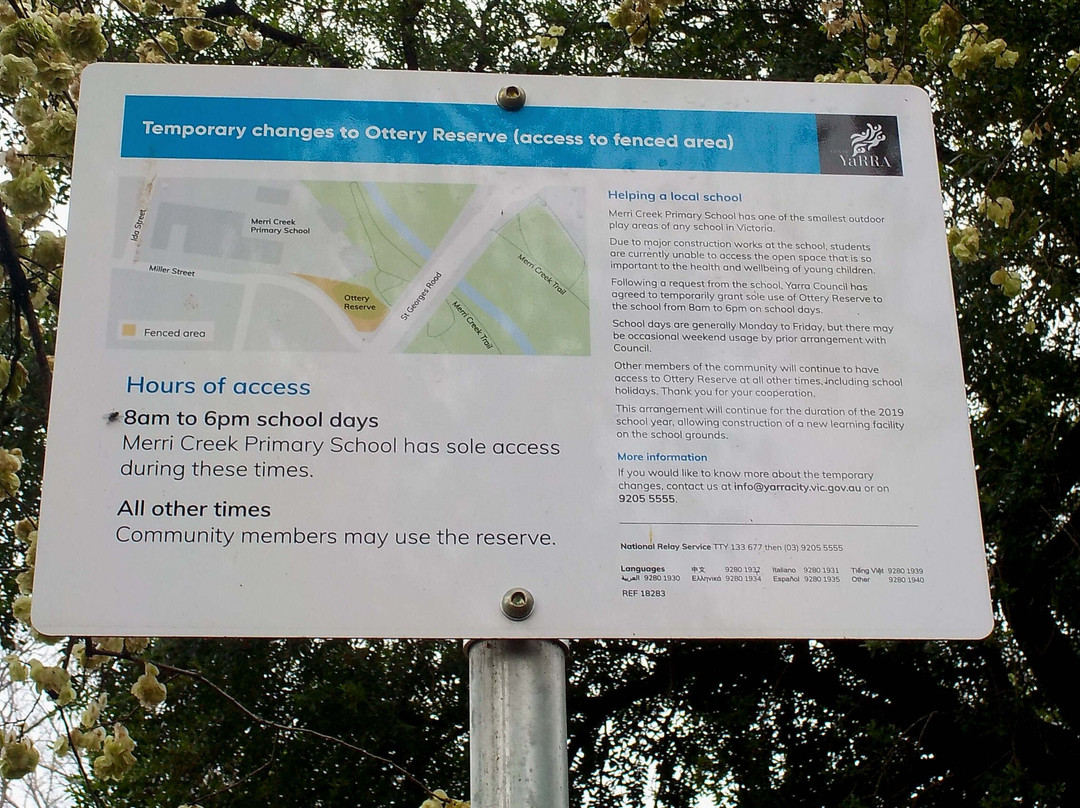 Temporary changes to Ottery Reserve (access to fenced area)
YaRRA
Ida Street
Merri Creek
Primary School
Miller Street
Ottery
Reserve
St Georges Road
Merri Creek Trail
Merri Creek Trail
Fenced area
Hours of access
8am to 6pm school days
Merri Creek Primary School has sole access
during these times.
All other times
Community members may use the reserve.
Helping a local school
Merri Creek Primary School has one of the smallest outdoor
play areas of any school in Victoria.
Due to major construction works at the school, students
are currently unable to access the open space that is so
important to the health and wellbeing of young children.
Following a request from the school, Yarra Council has
agreed to temporarily grant sole use of Ottery Reserve to
the school from 8am to 6pm on school days.
School days are generally Monday to Friday, but there may
be occasional weekend usage by prior arrangement with
Council.
Other members of the community will continue to have
access to Ottery Reserve at all other times, including school
holidays. Thank you for your cooperation.
This arrangement will continue for the duration of the 2019
school year, allowing construction of a new learning facility
on the school grounds.
More information
If you would like to know more about the temporary
changes, contact us at info@yarracity.vic.gov.au or on
9205 5555.
National Relay Service TTY 133 677 then (03) 9205 5555
Languages 中文 9280 1937 Italiano 9280 1931 Tiếng Việt 9280 1939
العربية 9280 1930 Ελληνικά 9280 1934 Español 9280 1935 Other 9280 1940
REF 18283